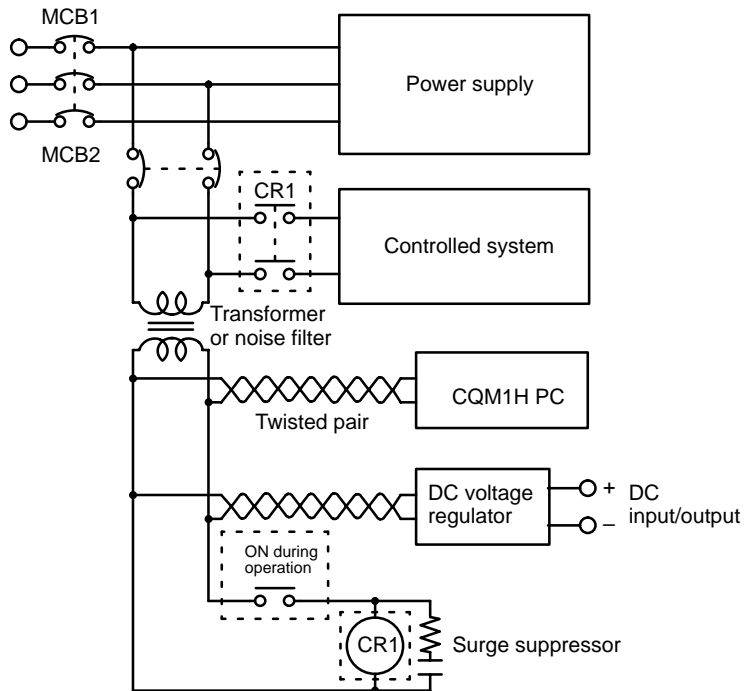 MCB1
Power supply
MCB2
CR1
Controlled system
Transformer
or noise filter
CQM1H PC
Twisted pair
DC voltage
regulator
+
–
DC
input/output
ON during
operation
CR1
Surge suppressor